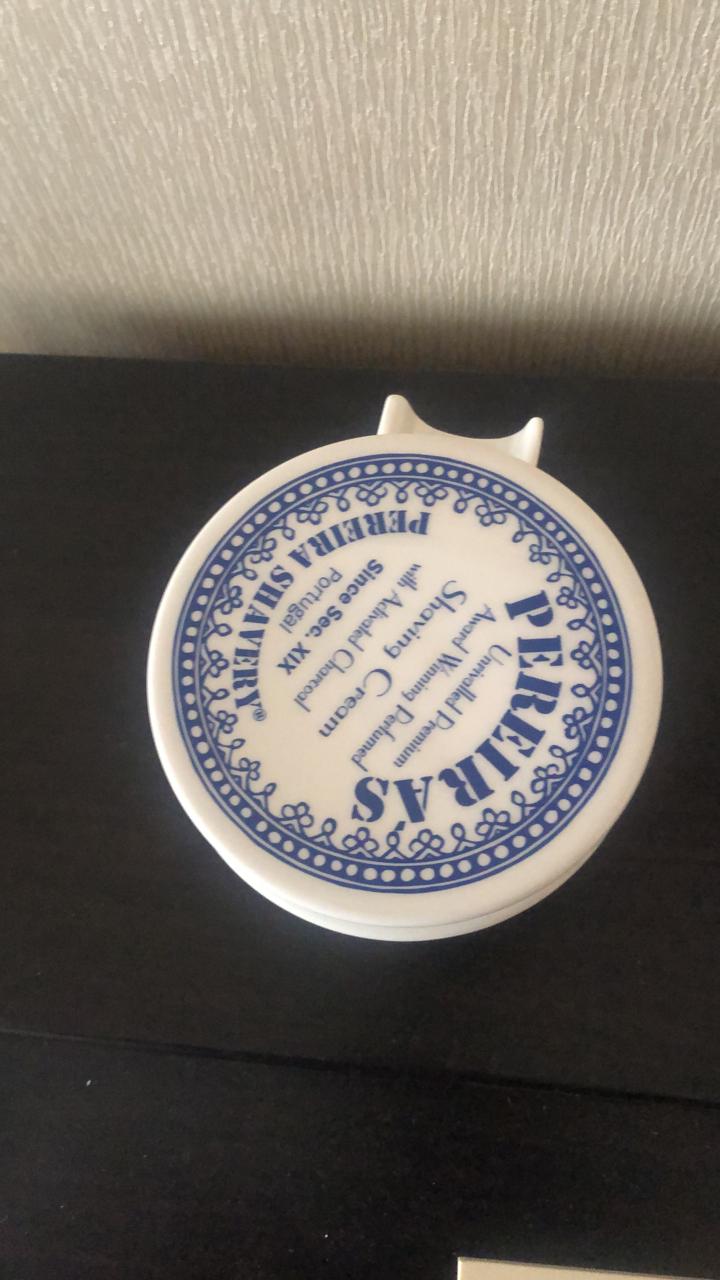 PEREIRA'S
Unrivalled Premium
Award Winning Perfumed
Shaving Cream
with Activated Charcoal
Since Sec. XIX
Portugal
PEREIRA SHAVERY®